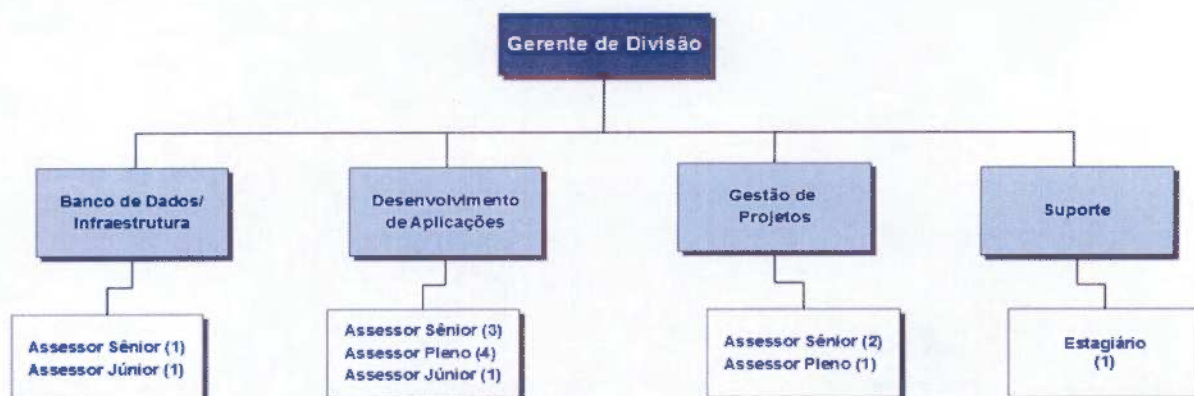 Gerente de Divisão
Banco de Dados/
Infraestrutura
Desenvolvimento
de Aplicações
Gestão de
Projetos
Suporte
Assessor Sênior (1)
Assessor Júnior (1)
Assessor Sênior (3)
Assessor Pleno (4)
Assessor Júnior (1)
Assessor Sênior (2)
Assessor Pleno (1)
Estagiário
(1)